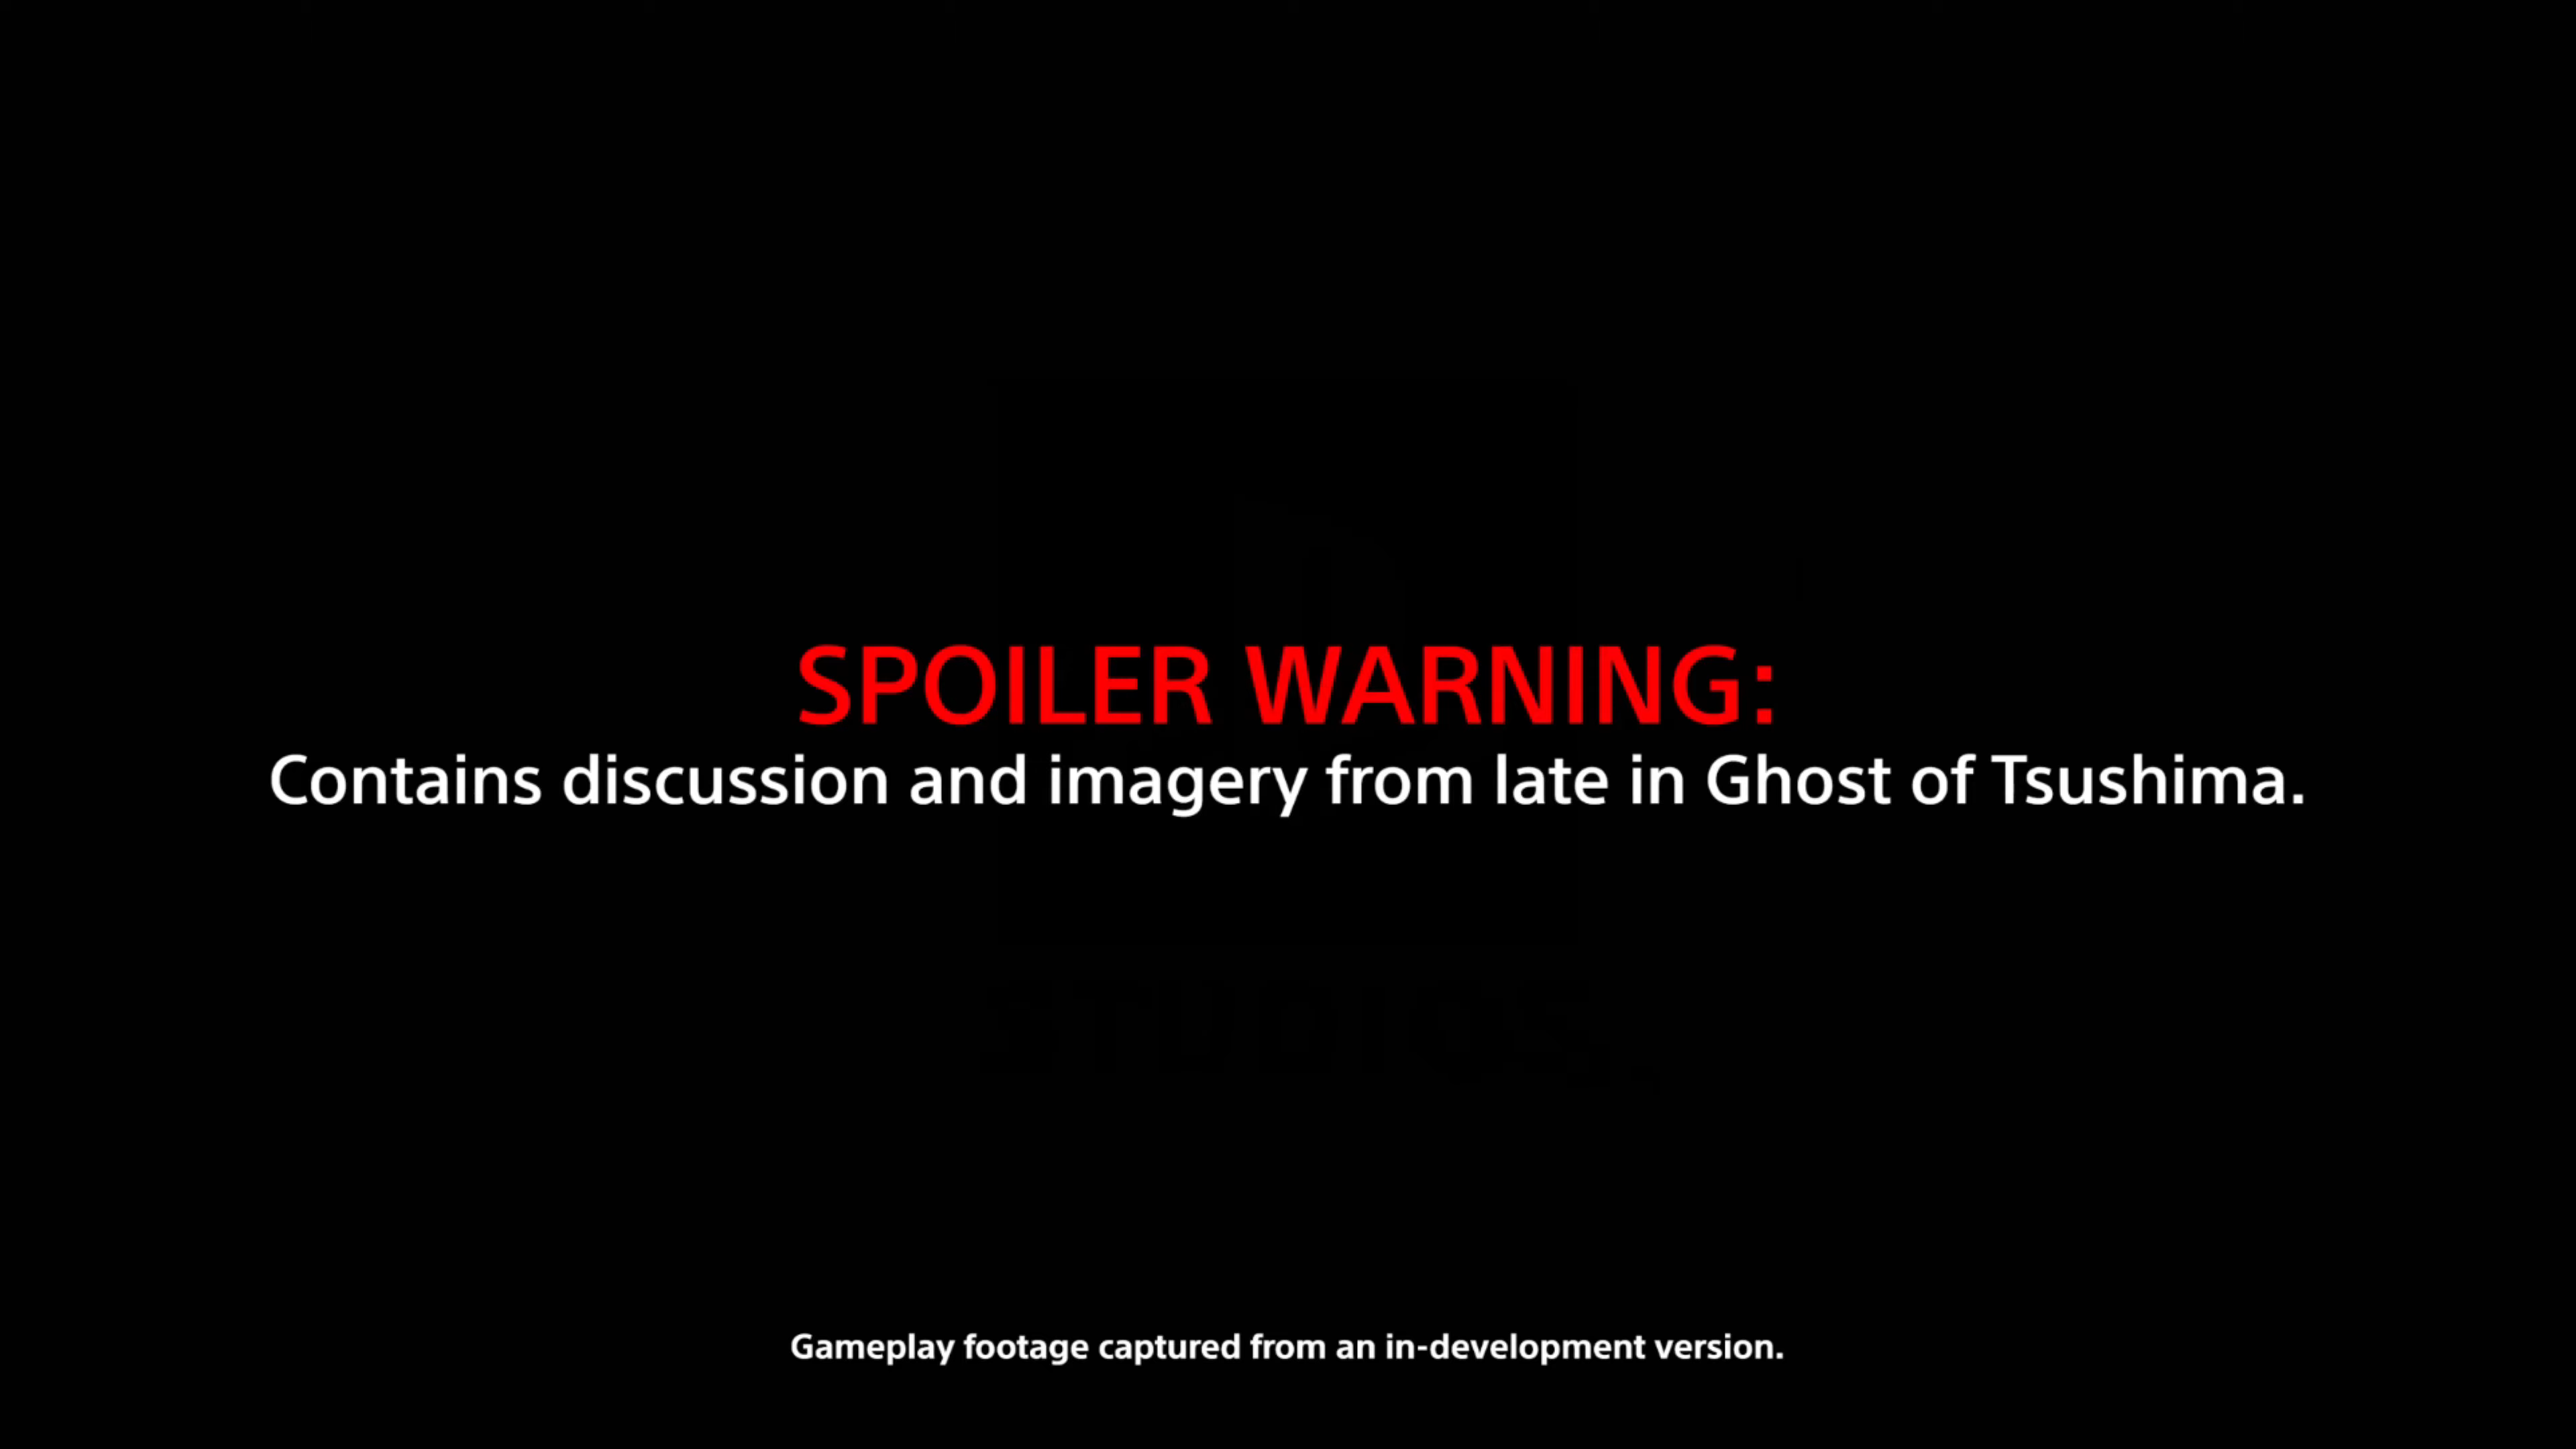 SPOILER WARNING:
Contains discussion and imagery from late in Ghost of Tsushima.
STUDIOS
Gameplay footage captured from an in-development version.